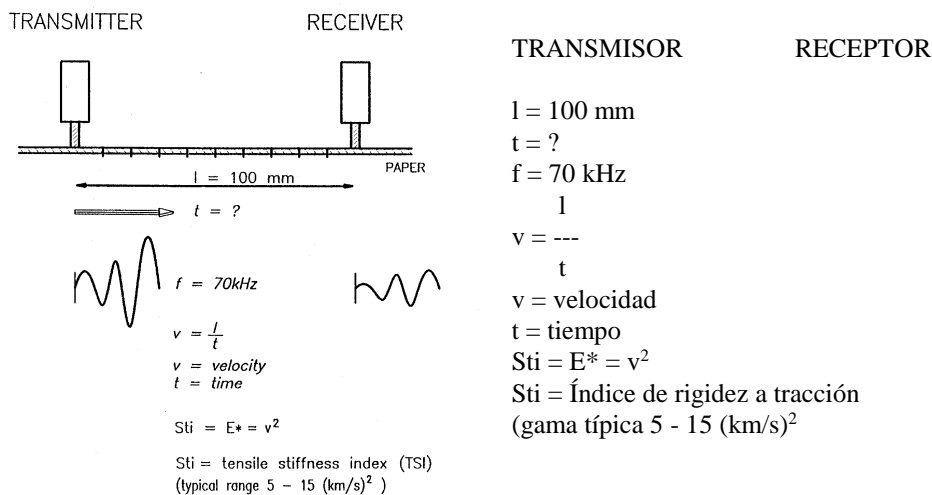 TRANSMITTER RECEIVER
PAPER
l = 100 mm
t = ?
f = 70kHz
v = l/t
v = velocity
t = time
Sti = E* = v²
Sti = tensile stiffness index (TSI)
(typical range 5 – 15 (km/s)² )
TRANSMISOR RECEPTOR
l = 100 mm
t = ?
f = 70 kHz
l
v = ---
t
v = velocidad
t = tiempo
Sti = E* = v²
Sti = Índice de rigidez a tracción
(gama típica 5 - 15 (km/s)²